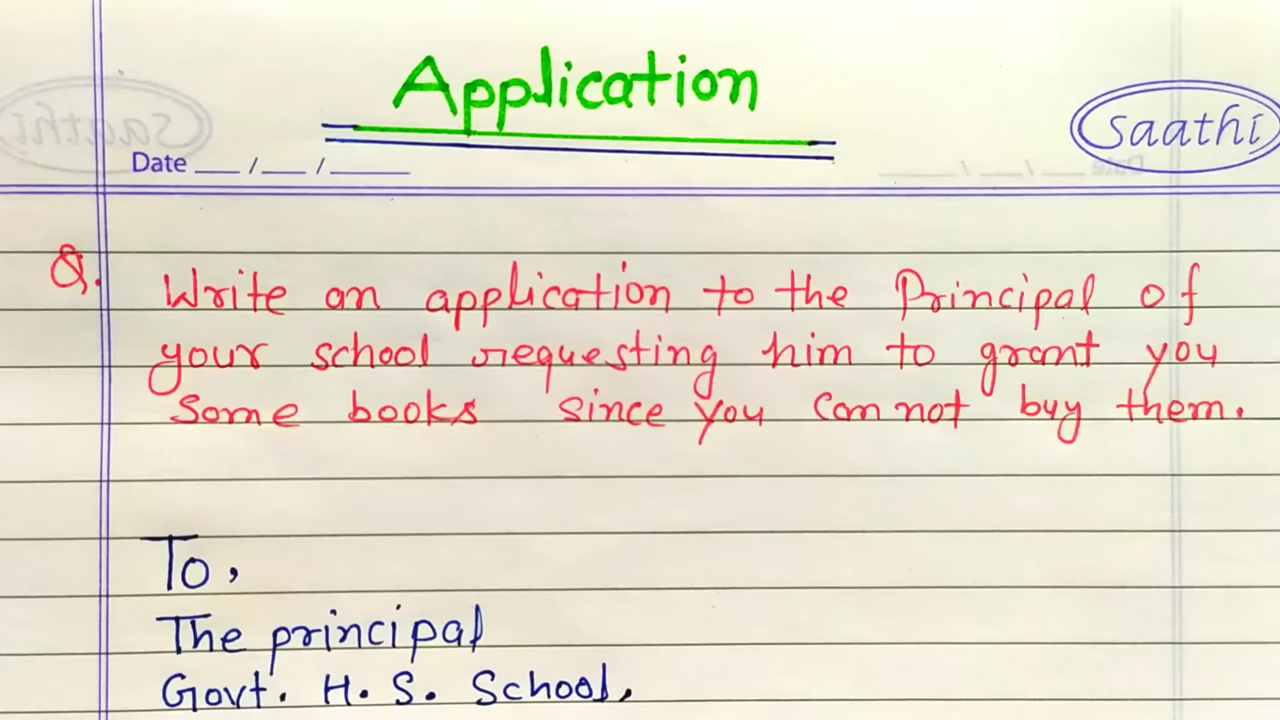 Application
saathi
Date __ / __ / ____
Q. Write an application to the Principal of
your school requesting him to grant you
Some books since you can not buy them.
To,
The principal
Govt. H. S. School,